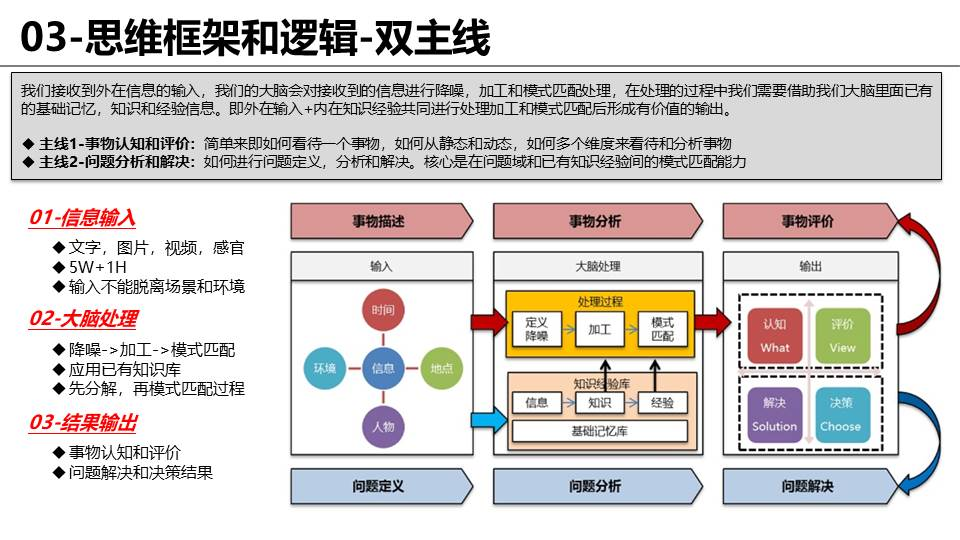 03-思维框架和逻辑-双主线
我们接收到外在信息的输入，我们的大脑会对接收到的信息进行降噪，加工和模式匹配处理，在处理的过程中我们需要借助我们大脑里面已有
的基础记忆，知识和经验信息。即外在输入+内在知识经验共同进行处理加工和模式匹配后形成有价值的输出。
◆ 主线1-事物认知和评价：简单来即如何看待一个事物，如何从静态和动态，如何多个维度来看待和分析事物
◆ 主线2-问题分析和解决：如何进行问题定义，分析和解决。核心是在问题域和已有知识经验间的模式匹配能力
01-信息输入
◆ 文字，图片，视频，感官
◆ 5W+1H
◆ 输入不能脱离场景和环境
02-大脑处理
◆ 降噪->加工->模式匹配
◆ 应用已有知识库
◆ 先分解，再模式匹配过程
03-结果输出
◆ 事物认知和评价
◆ 问题解决和决策结果
事物描述
输入
时间
环境
信息
地点
人物
问题定义
事物分析
大脑处理
处理过程
定义
降噪
加工
模式
匹配
知识经验库
信息
知识
经验
基础记忆库
问题分析
事物评价
输出
认知
What
评价
View
解决
Solution
决策
Choose
问题解决